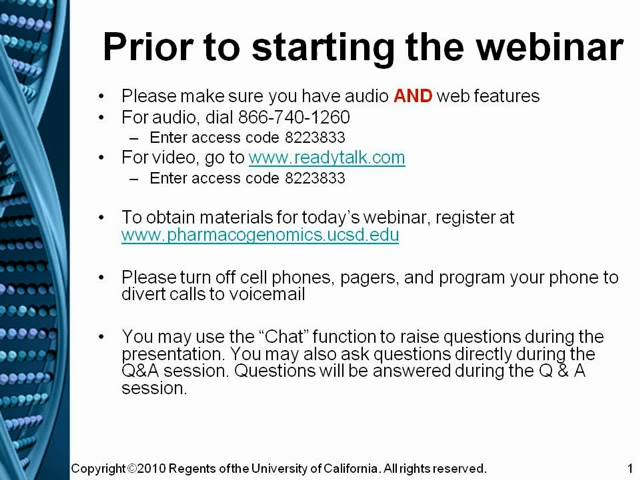 Prior to starting the webinar
• Please make sure you have audio AND web features
• For audio, dial 866-740-1260
– Enter access code 8223833
• For video, go to www.readytalk.com
– Enter access code 8223833
• To obtain materials for today's webinar, register at
www.pharmacogenomics.ucsd.edu
• Please turn off cell phones, pagers, and program your phone to
divert calls to voicemail
• You may use the “Chat” function to raise questions during the
presentation. You may also ask questions directly during the
Q&A session. Questions will be answered during the Q & A
session.
Copyright ©2010 Regents of the University of California. All rights reserved. 1